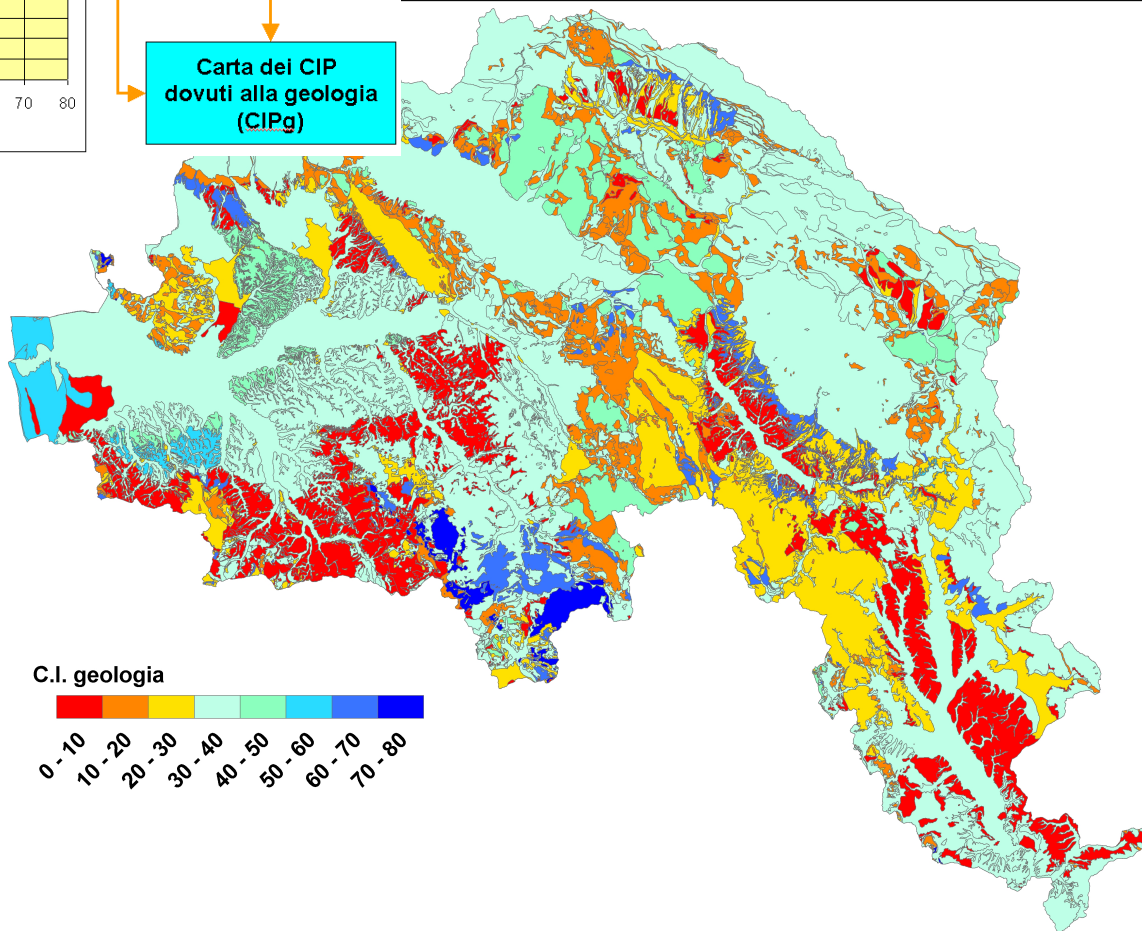 70 80
Carta dei CIP
dovuti alla geologia
(CIPg)
C.I. geologia
0 - 10
10 - 20
20 - 30
30 - 40
40 - 50
50 - 60
60 - 70
70 - 80